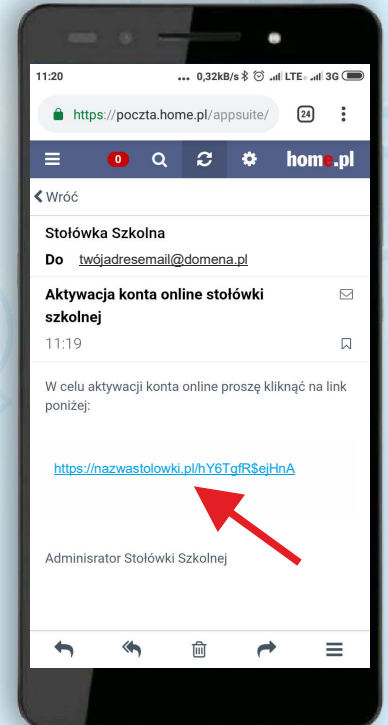 11:20 ... 0,32kB/s LTE 3G
https://poczta.home.pl/appsuite/ 24
0 home.pl
Wróć
Stołówka Szkolna
Do twójadresemail@domena.pl
Aktywacja konta online stołówki
szkolnej
11:19
W celu aktywacji konta online proszę kliknąć na link
poniżej:
https://nazwastolowki.pl/hY6TgfR$ejHnA
Adminisrator Stołówki Szkolnej